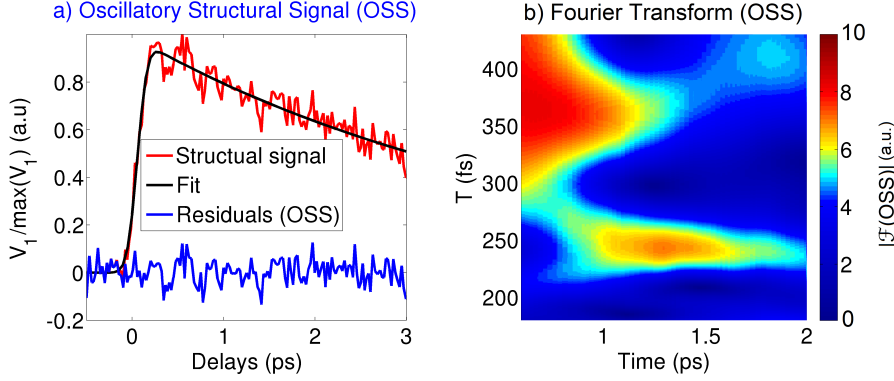 a) Oscillatory Structural Signal (OSS)
V1/max(V1) (a.u)
0.8
0.6
0.4
0.2
0
-0.2
Structual signal
Fit
Residuals (OSS)
0
1
2
3
Delays (ps)
b) Fourier Transform (OSS)
T (fs)
400
350
300
250
200
1
1.5
2
Time (ps)
10
8
6
4
2
0
|ℱ(OSS)| (a.u.)